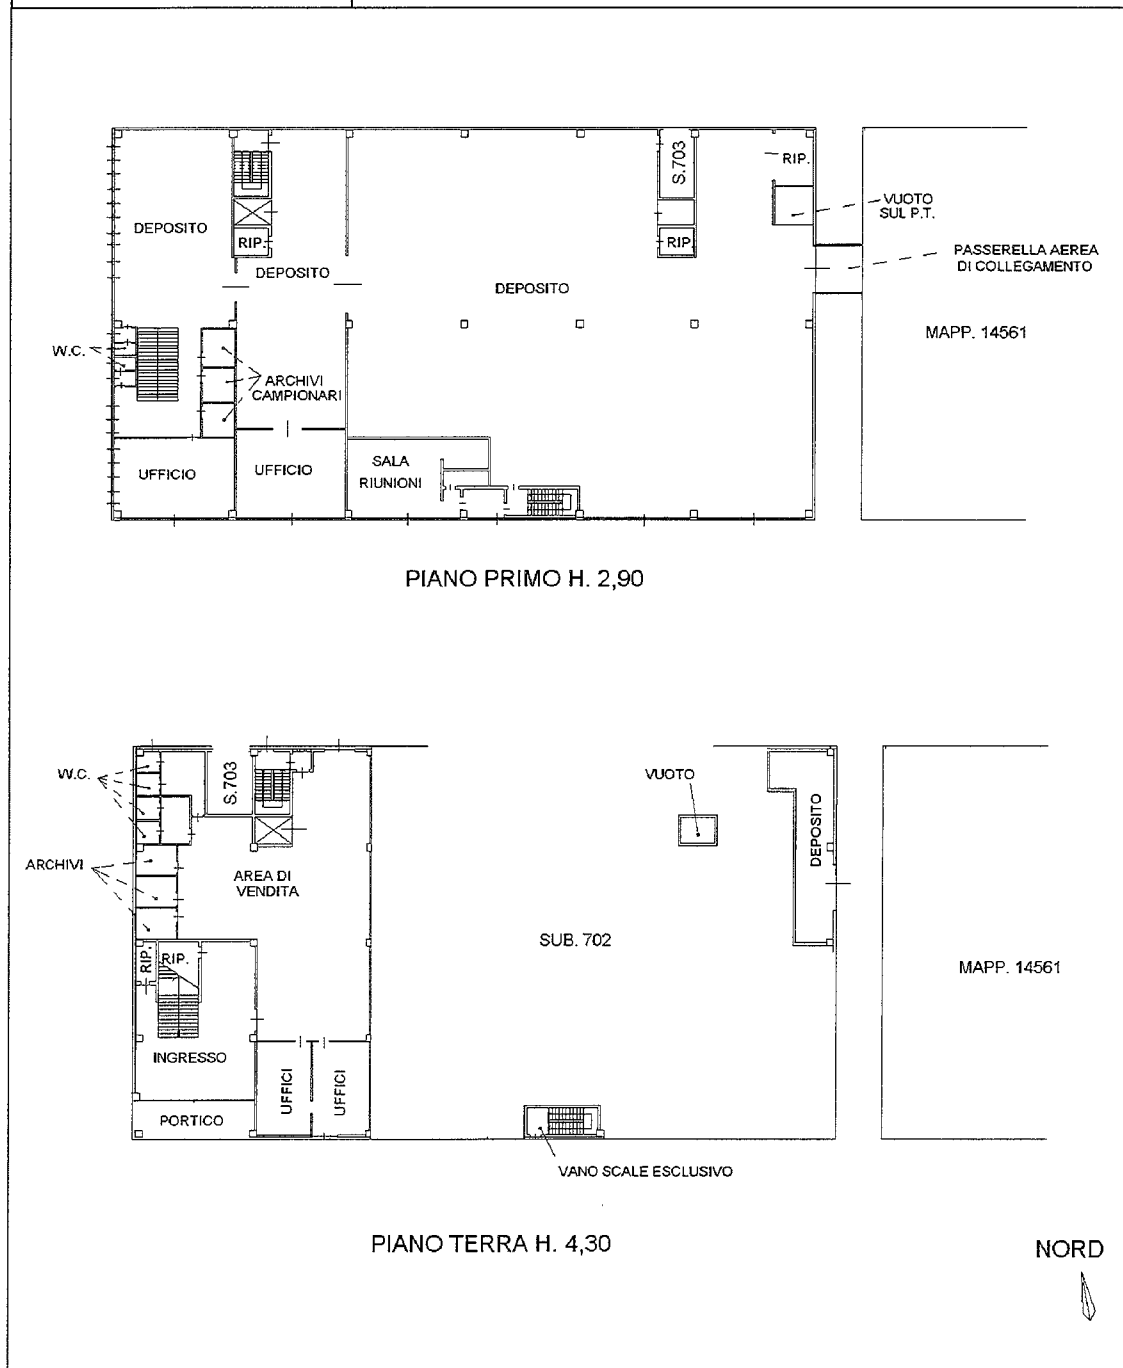 S.703
RIP.
VUOTO
SUL P.T.
DEPOSITO
RIP.
RIP.
PASSERELLA AEREA
DI COLLEGAMENTO
DEPOSITO
DEPOSITO
MAPP. 14561
W.C.
ARCHIVI
CAMPIONARI
UFFICIO
UFFICIO
SALA
RIUNIONI
PIANO PRIMO H. 2,90
W.C.
S.703
VUOTO
DEPOSITO
ARCHIVI
AREA DI
VENDITA
SUB. 702
RIP.
RIP.
MAPP. 14561
INGRESSO
UFFICI
UFFICI
PORTICO
VANO SCALE ESCLUSIVO
PIANO TERRA H. 4,30
NORD